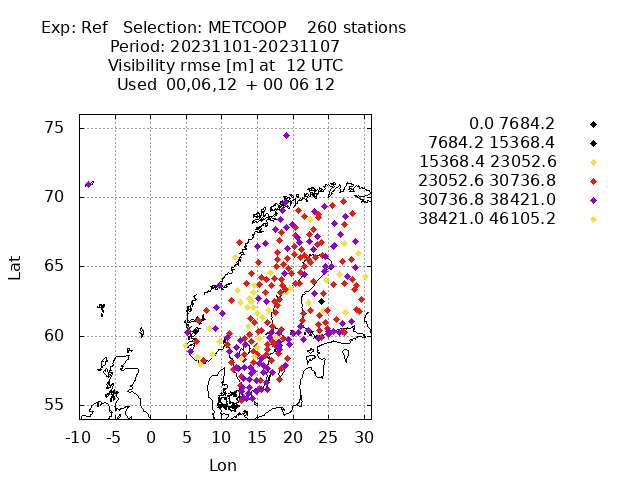 Exp: Ref Selection: METCOOP 260 stations
Period: 20231101-20231107
Visibility rmse [m] at 12 UTC
Used 00,06,12 + 00 06 12
0.0 7684.2
7684.2 15368.4
15368.4 23052.6
23052.6 30736.8
30736.8 38421.0
38421.0 46105.2
75
70
65
60
55
Lat
-10 -5 0 5 10 15 20 25 30
Lon